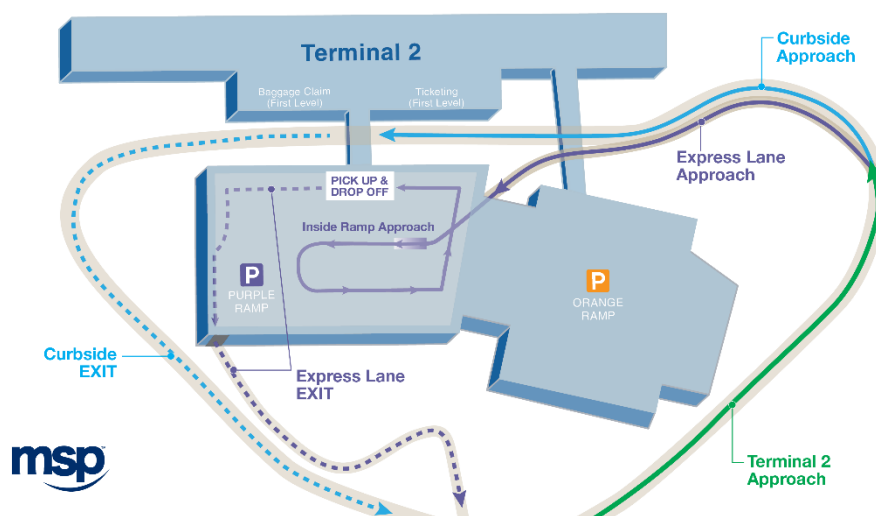 Terminal 2
Baggage Claim
(First Level)
Ticketing
(First Level)
Curbside
Approach
Express Lane
Approach
PICK UP &
DROP OFF
Inside Ramp Approach
P
PURPLE
RAMP
P
ORANGE
RAMP
Curbside
EXIT
Express Lane
EXIT
msp
Terminal 2
Approach